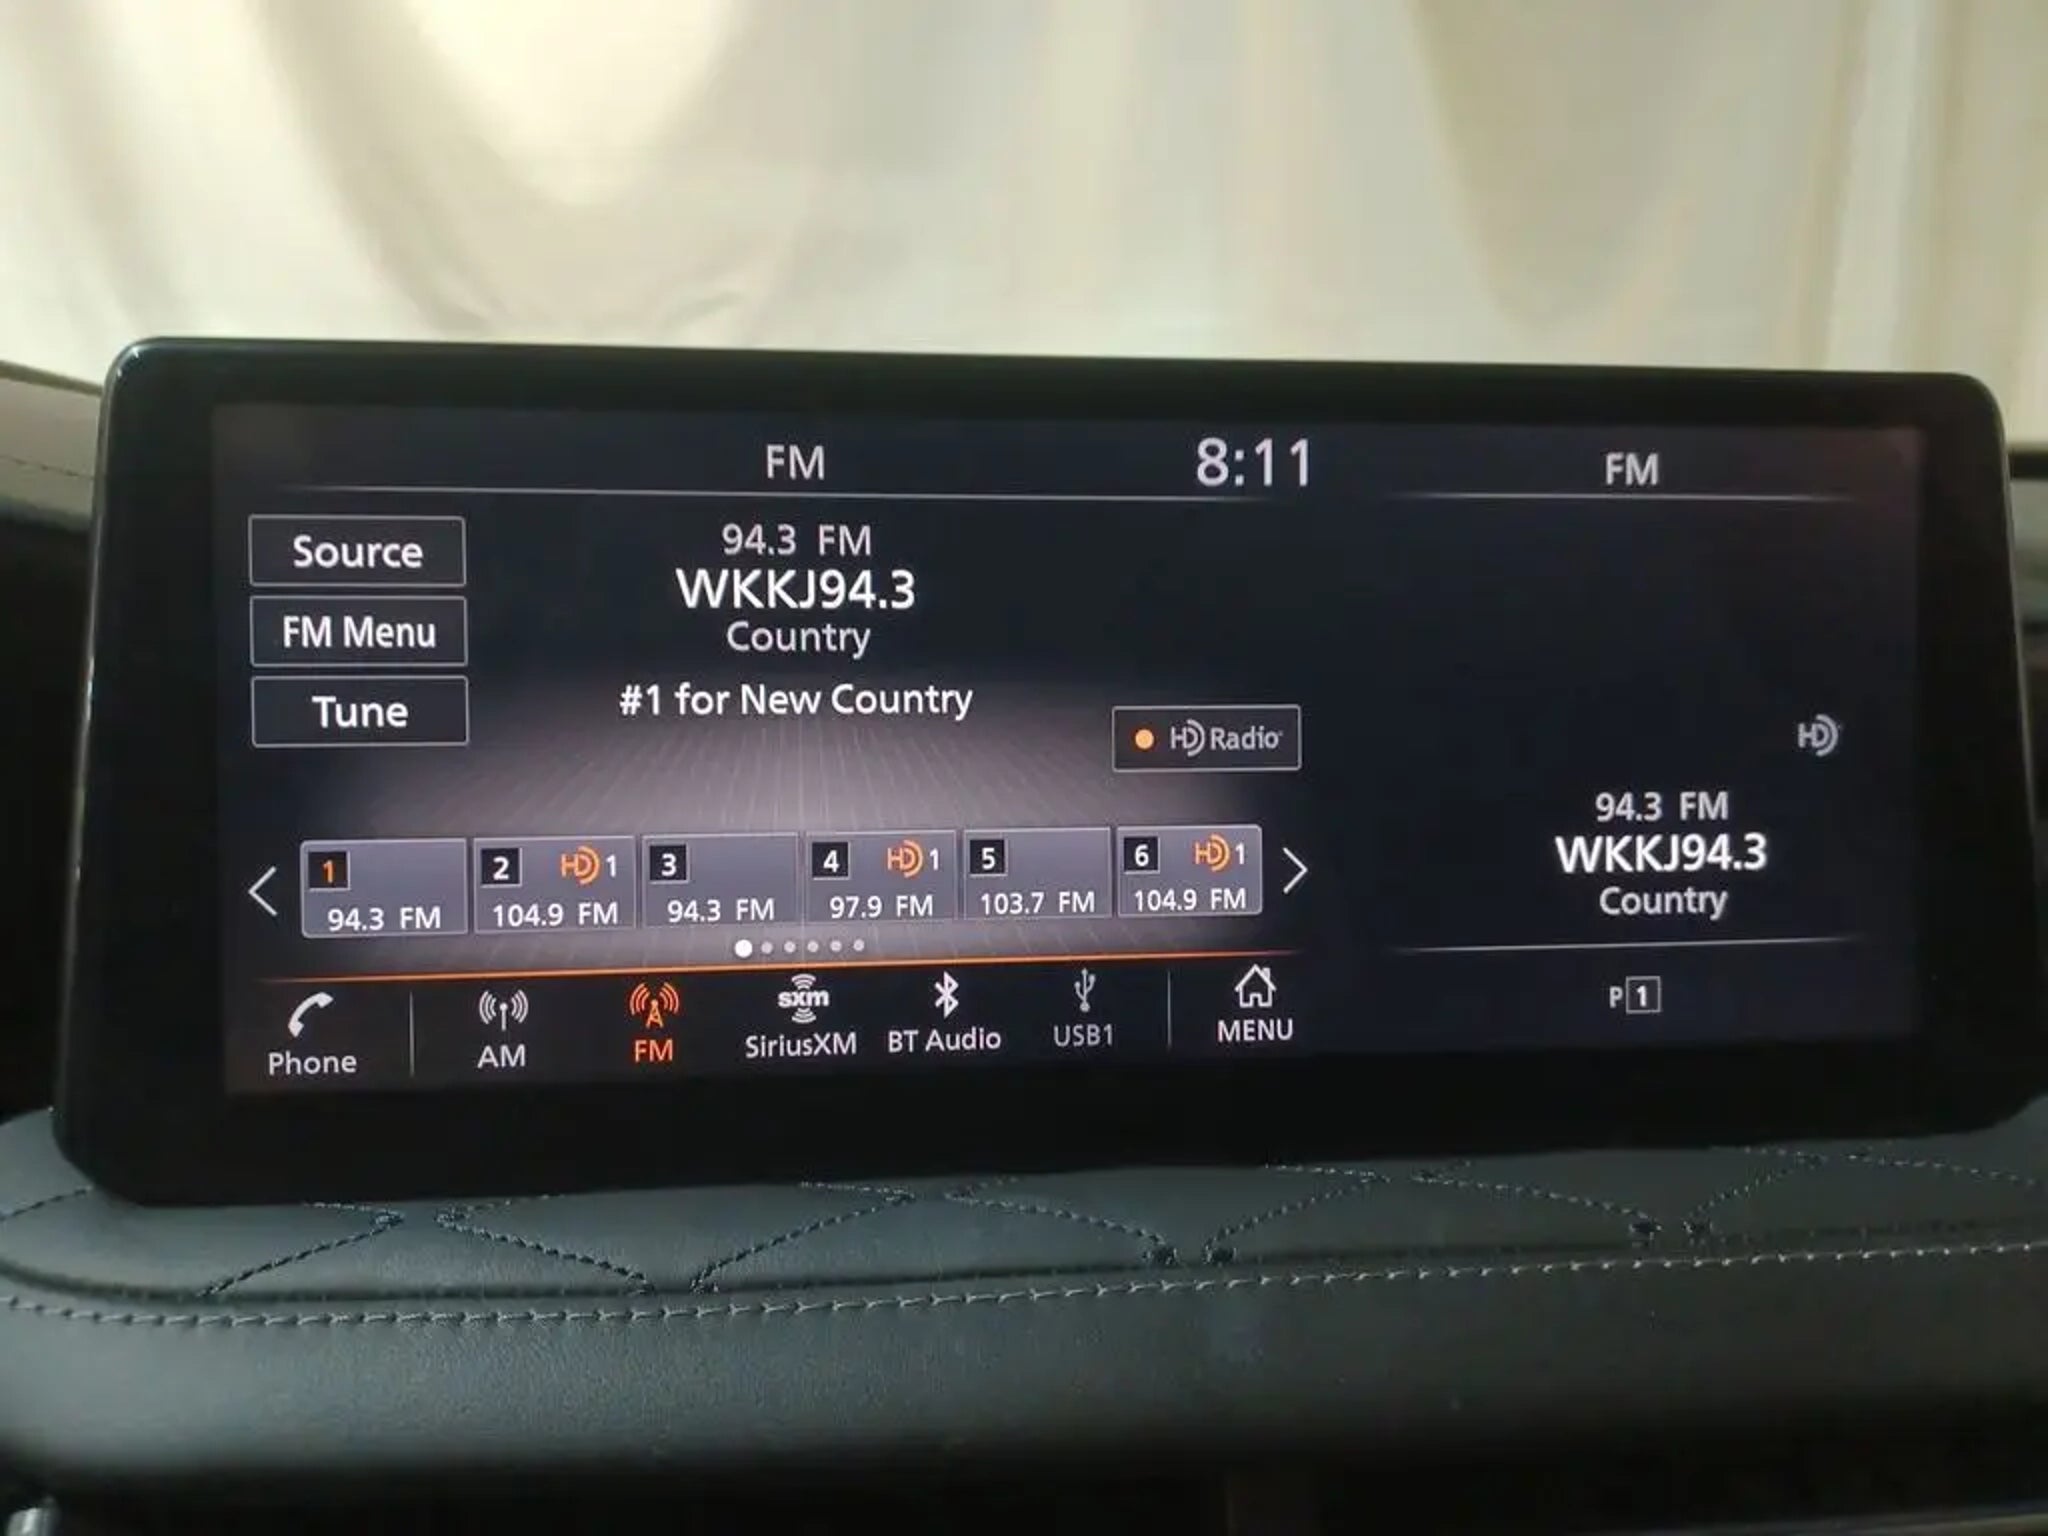 FM 8:11 FM
Source
FM Menu
Tune
94.3 FM
WKKJ94.3
Country
#1 for New Country
HD Radio
1 94.3 FM
2 HD 1 104.9 FM
3 94.3 FM
4 HD 1 97.9 FM
5 103.7 FM
6 HD 1 104.9 FM
Phone
AM
FM
sxm
SiriusXM
BT Audio
USB1
MENU
HD
94.3 FM
WKKJ94.3
Country
P 1